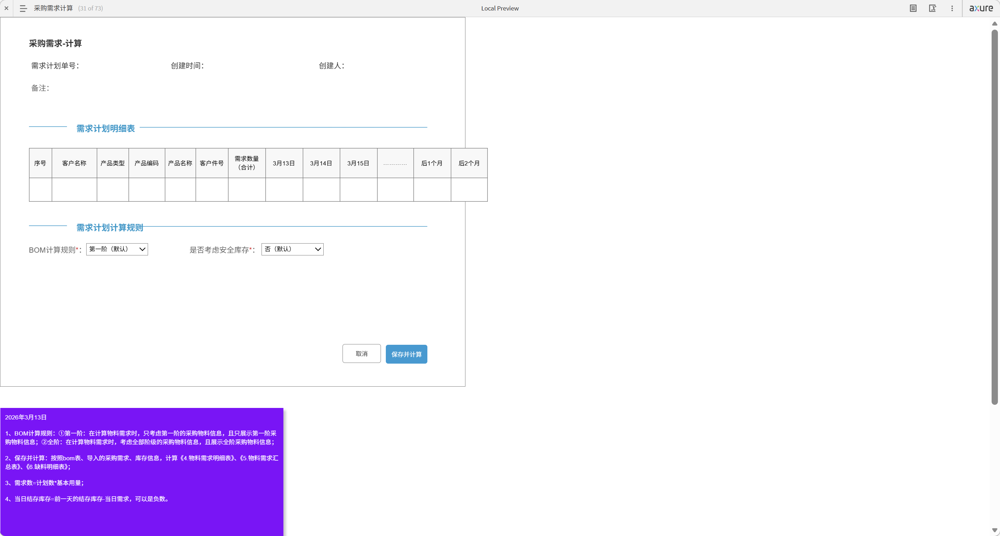 采购需求计算 (31 of 73)
Local Preview
axure
采购需求-计算
需求计划单号：
创建时间：
创建人：
备注：
需求计划明细表
序号 客户名称 产品类型 产品编码 产品名称 客户件号 需求数量（合计） 3月13日 3月14日 3月15日 ………… 后1个月 后2个月
需求计划计算规则
BOM计算规则*： 第一阶（默认）
是否考虑安全库存*： 否（默认）
取消
保存并计算
2026年3月13日
1、BOM计算规则：①第一阶：在计算物料需求时，只考虑第一阶的采购物料信息，且只展示第一阶采
购物料信息；②全阶：在计算物料需求时，考虑全部阶级的采购物料信息，且展示全阶采购物料信息；
2、保存并计算：按照bom表、导入的采购需求、库存信息，计算《4.物料需求明细表》、《5.物料需求汇
总表》、《6.缺料明细表》；
3、需求数=计划数*基本用量；
4、当日结存库存=前一天的结存库存-当日需求，可以是负数。